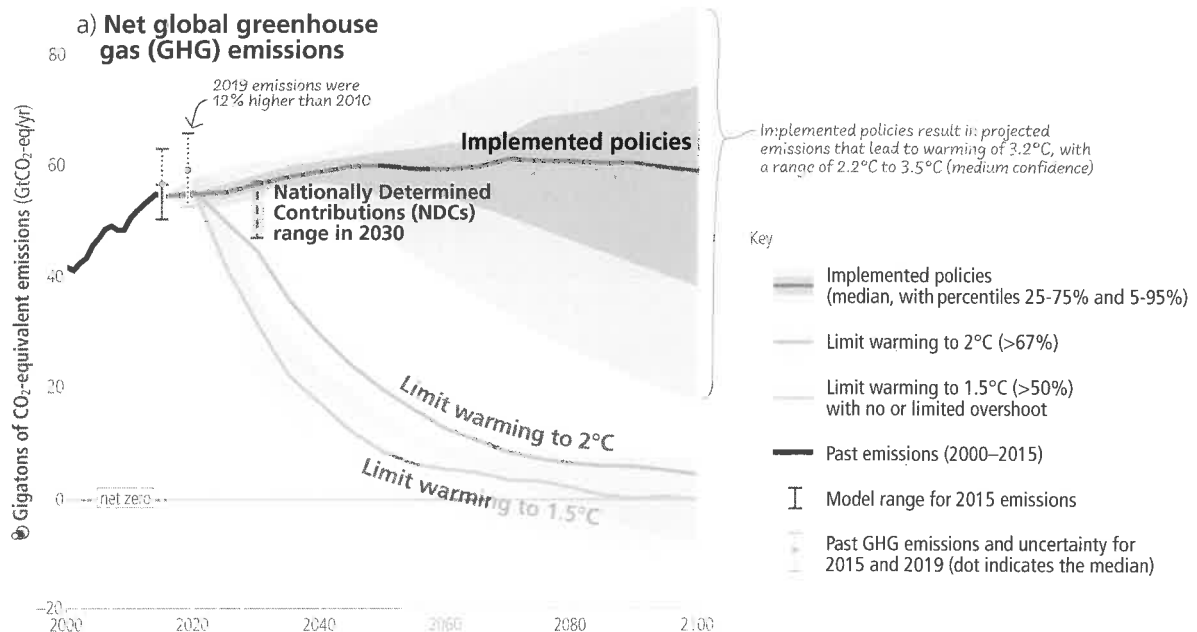 a) Net global greenhouse
gas (GHG) emissions
80
60
40
20
0
−20
Gigatons of CO₂-equivalent emissions (GtCO₂-eq/yr)
2019 emissions were
12% higher than 2010
Implemented policies
Nationally Determined
Contributions (NDCs)
range in 2030
Limit warming to 2°C
Limit warming to 1.5°C
net zero
2000
2020
2040
2060
2080
2100
Implemented policies result in projected
emissions that lead to warming of 3.2°C, with
a range of 2.2°C to 3.5°C (medium confidence)
Key
Implemented policies
(median, with percentiles 25-75% and 5-95%)
Limit warming to 2°C (>67%)
Limit warming to 1.5°C (>50%)
with no or limited overshoot
Past emissions (2000–2015)
Model range for 2015 emissions
Past GHG emissions and uncertainty for
2015 and 2019 (dot indicates the median)